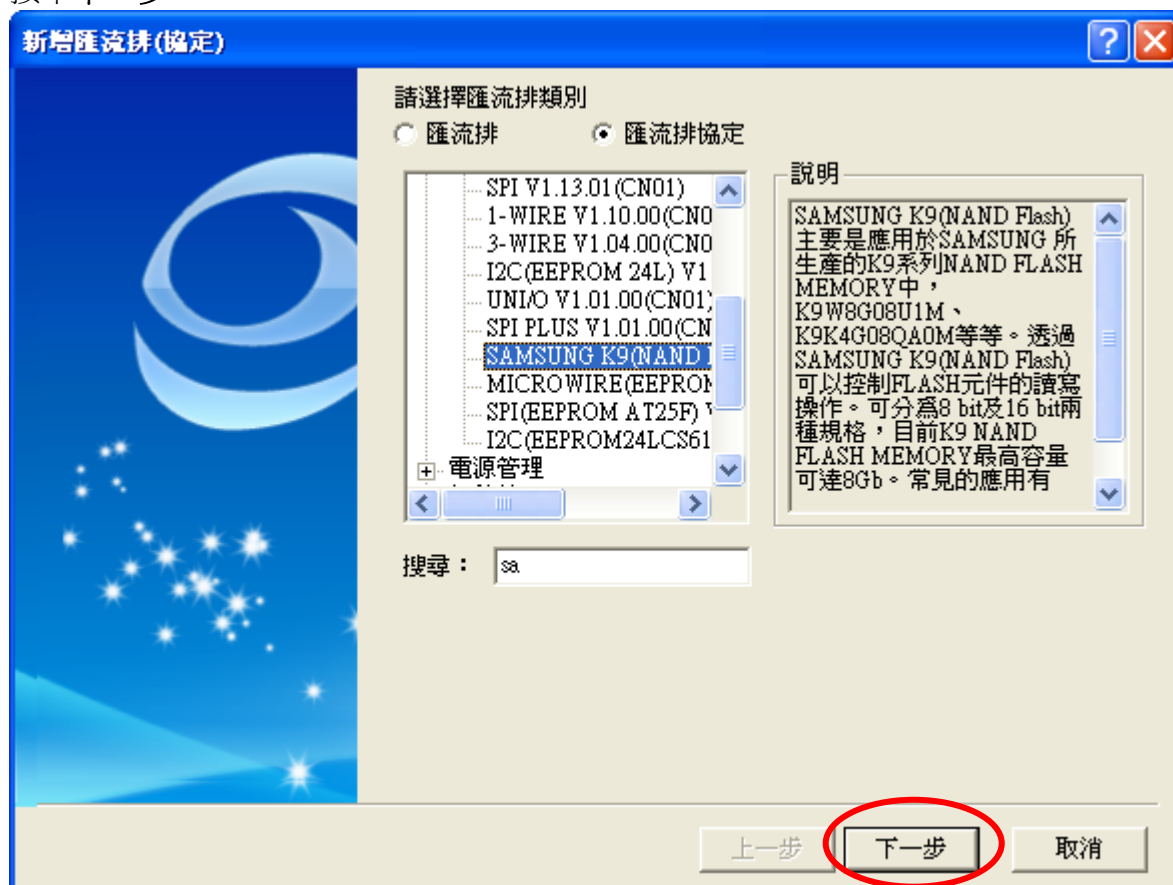 新增匯流排(協定)
請選擇匯流排類別
匯流排
匯流排協定
SPI V1.13.01(CN01)
1-WIRE V1.10.00(CN0
3-WIRE V1.04.00(CN0
I2C(EEPROM 24L) V1
UNI/O V1.01.00(CN01)
SPI PLUS V1.01.00(CN
SAMSUNG K9(NAND
MICROWIRE(EEPROM
SPI(EEPROM AT25F)
I2C(EEPROM24LCS61
電源管理
說明
SAMSUNG K9(NAND Flash)
主要是應用於SAMSUNG 所
生產的K9系列NAND FLASH
MEMORY中，
K9W8G08U1M、
K9K4G08QA0M等等。透過
SAMSUNG K9(NAND Flash)
可以控制FLASH元件的讀寫
操作。可分為8 bit及16 bit兩
種規格，目前K9 NAND
FLASH MEMORY最高容量
可達8Gb。常見的應用有
搜尋：
sa
上一步
下一步
取消